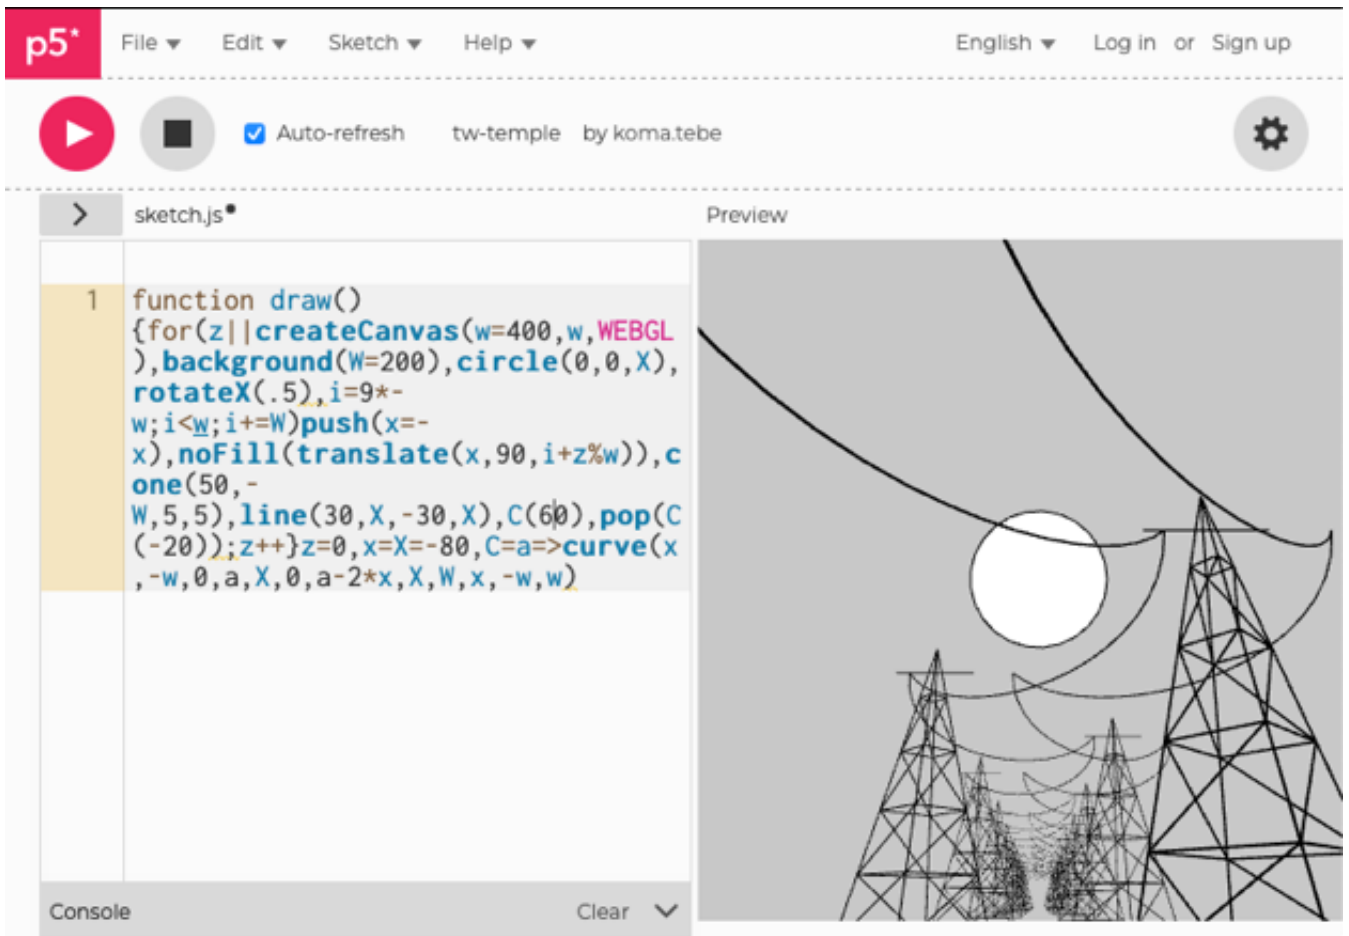 p5* File Edit Sketch Help English Log in or Sign up
Auto-refresh tw-temple by koma.tebe
sketch.js Preview
1 function draw()
{for(z||createCanvas(w=400,w,WEBGL
),background(W=200),circle(0,0,X),
rotateX(.5),i=9*-
w;i<w;i+=W)push(x=-
x),noFill(translate(x,90,i+z%w)),c
one(50,-
W,5,5),line(30,X,-30,X),C(60),pop(C
(-20));z++}z=0,x=X=-80,C=a=>curve(x
,-w,0,a,X,0,a-2*x,X,W,x,-w,w)
Console Clear